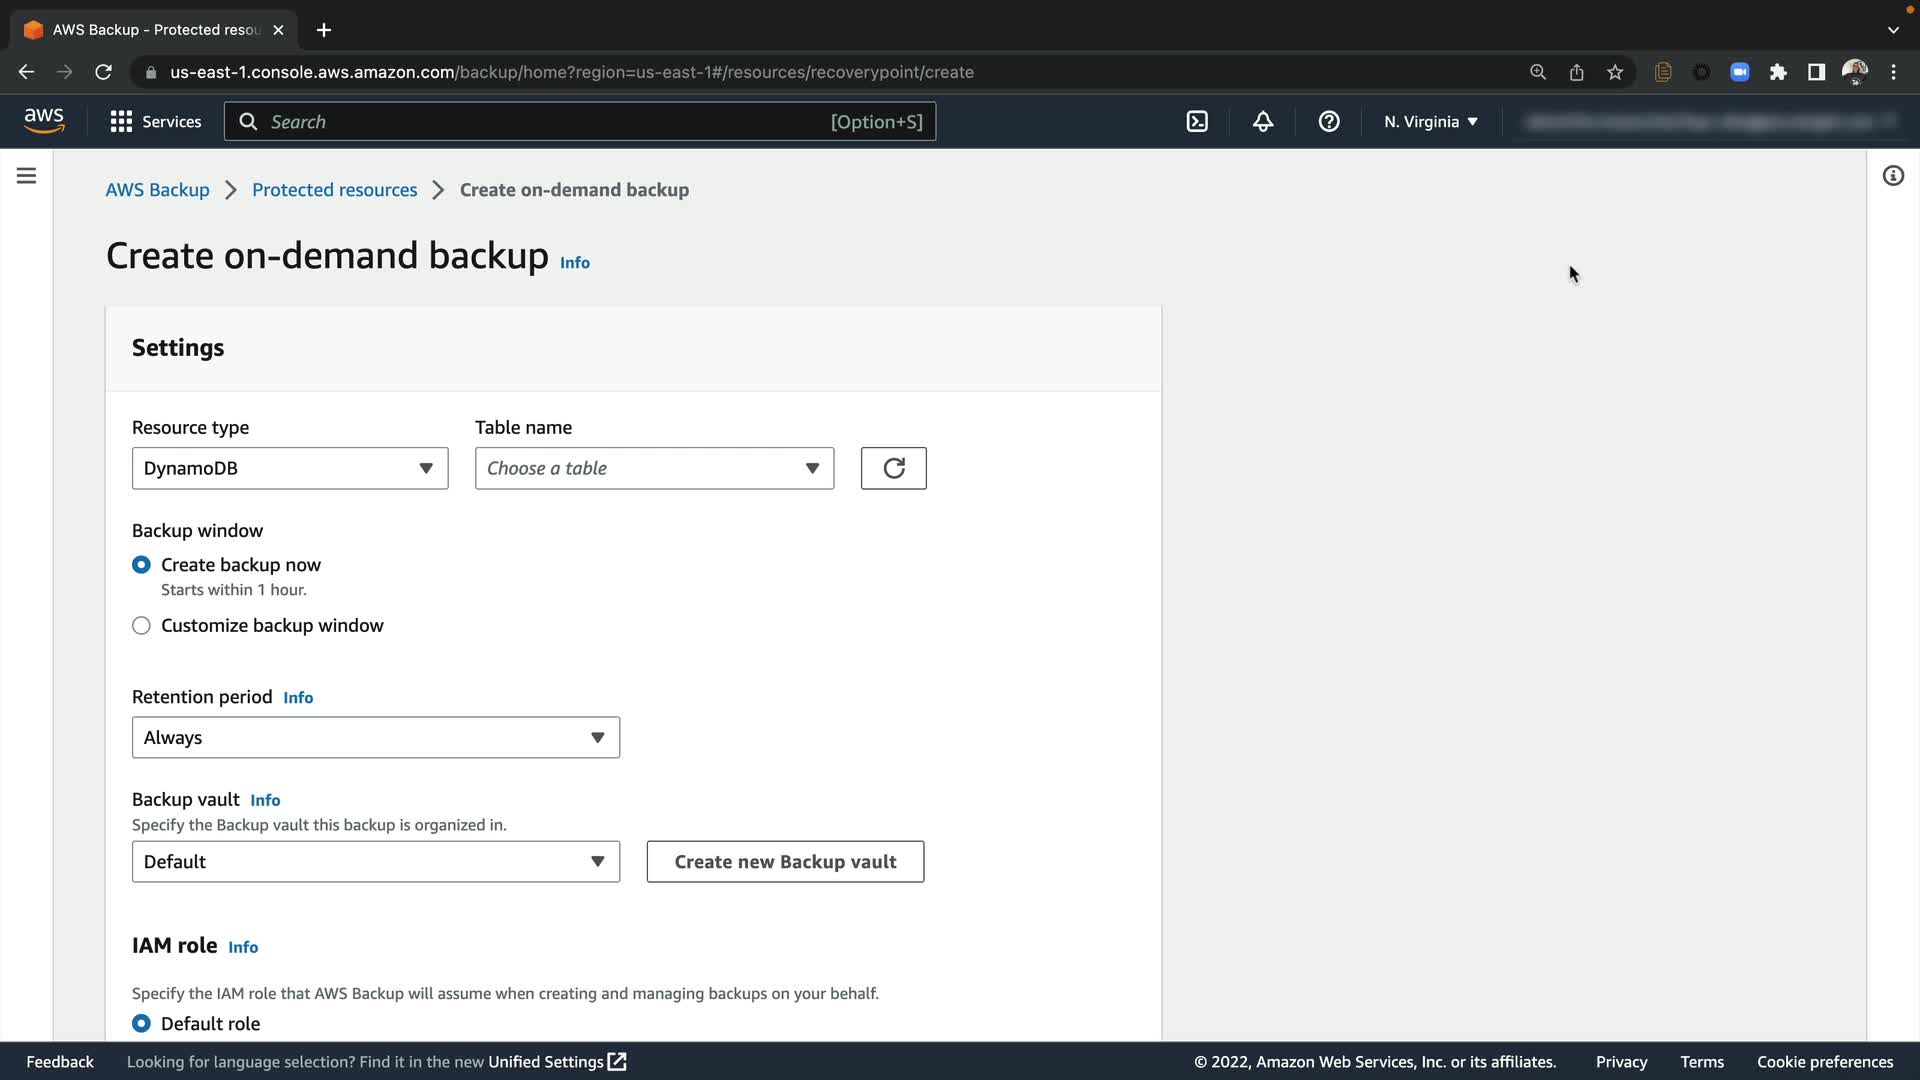 AWS Backup - Protected resou
us-east-1.console.aws.amazon.com/backup/home?region=us-east-1#/resources/recoverypoint/create
aws
Services
Search
[Option+S]
N. Virginia
AWS Backup
Protected resources
Create on-demand backup
Create on-demand backup Info
Settings
Resource type
Table name
DynamoDB
Choose a table
Backup window
Create backup now
Starts within 1 hour.
Customize backup window
Retention period Info
Always
Backup vault Info
Specify the Backup vault this backup is organized in.
Default
Create new Backup vault
IAM role Info
Specify the IAM role that AWS Backup will assume when creating and managing backups on your behalf.
Default role
Feedback
Looking for language selection? Find it in the new Unified Settings
© 2022, Amazon Web Services, Inc. or its affiliates.
Privacy
Terms
Cookie preferences